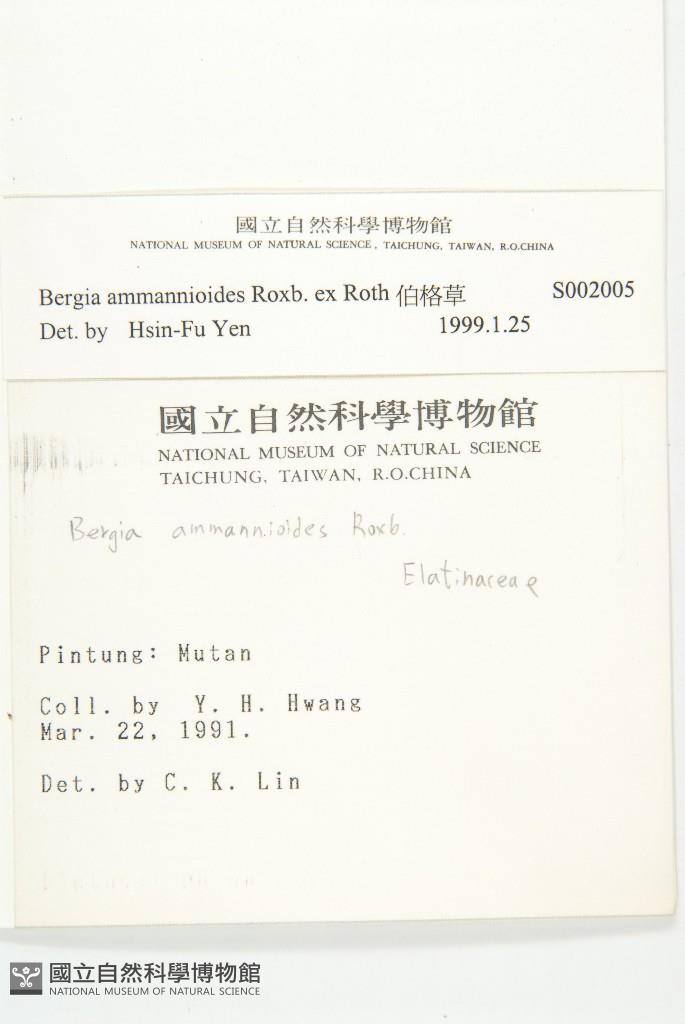 國立自然科學博物館
NATIONAL MUSEUM OF NATURAL SCIENCE, TAICHUNG, TAIWAN, R.O.CHINA
Bergia ammannioides Roxb. ex Roth 伯格草 S002005
Det. by Hsin-Fu Yen 1999.1.25
國立自然科學博物館
NATIONAL MUSEUM OF NATURAL SCIENCE
TAICHUNG, TAIWAN, R.O.CHINA
Bergia ammannioides Roxb.
Elatinaceae
Pintung: Mutan
Coll. by Y. H. Hwang
Mar. 22, 1991.
Det. by C. K. Lin
國立自然科學博物館
NATIONAL MUSEUM OF NATURAL SCIENCE